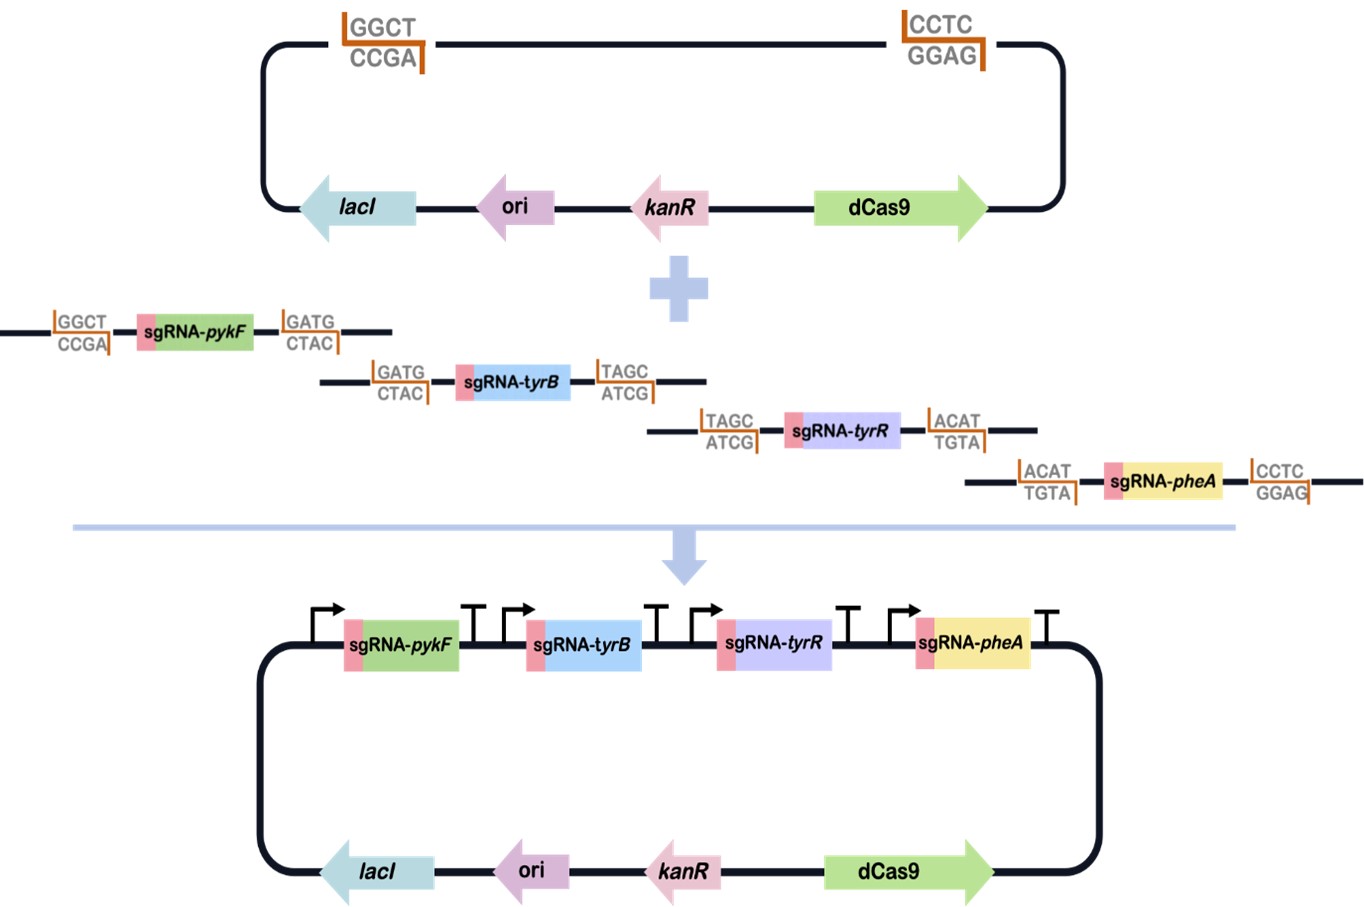 GGCT
CCGA
CCTC
GGAG
lacI
ori
kanR
dCas9
GGCT
CCGA
sgRNA-pykF
GATG
CTAC
GATG
CTAC
sgRNA-tyrB
TAGC
ATCG
TAGC
ATCG
sgRNA-tyrR
ACAT
TGTA
ACAT
TGTA
sgRNA-pheA
CCTC
GGAG
sgRNA-pykF
sgRNA-tyrB
sgRNA-tyrR
sgRNA-pheA
lacI
ori
kanR
dCas9